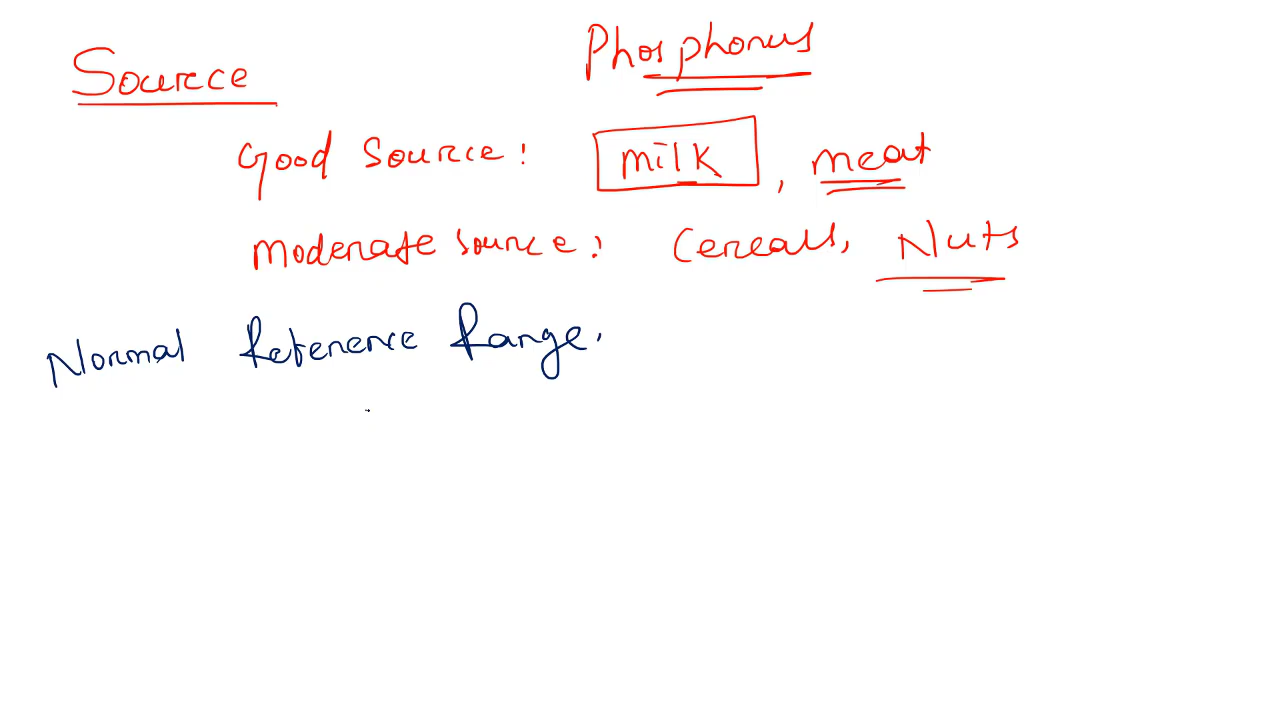 Phosphorus
Source
Good Source: milk, meat
Moderate source: Cereals, Nuts
Normal Reference Range.